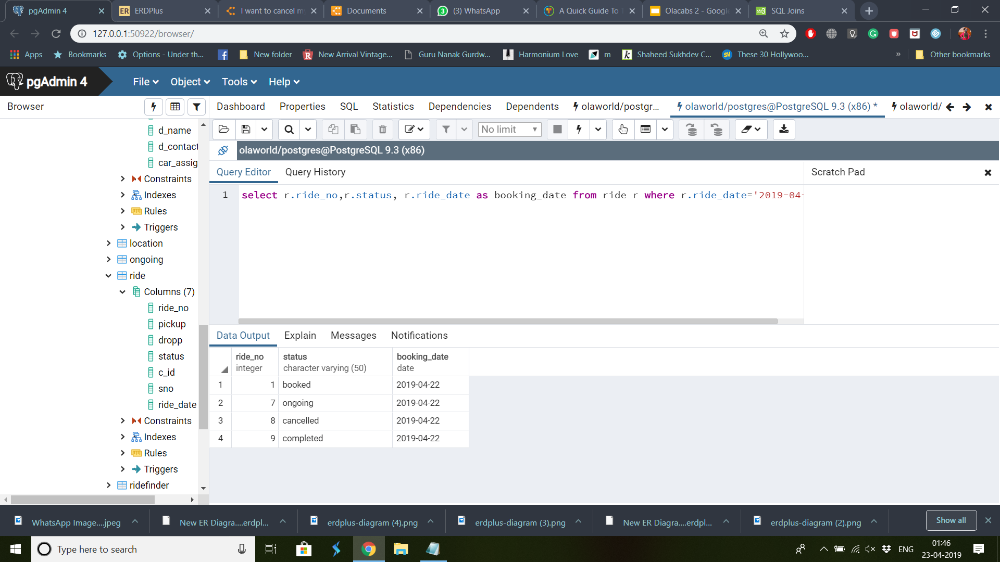 pgAdmin 4
ERDPlus
I want to cancel my
Documents
(3) WhatsApp
A Quick Guide To
Olacabs 2 - Google
SQL Joins
127.0.0.1:50922/browser/
Apps
Bookmarks
Options - Under th...
New folder
New Arrival Vintage...
Guru Nanak Gurdw...
Harmonium Love
m
Shaheed Sukhdev C...
These 30 Hollywoo...
»
Other bookmarks
pgAdmin 4
File
Object
Tools
Help
Browser
Dashboard
Properties
SQL
Statistics
Dependencies
Dependents
olaworld/postgr...
olaworld/postgres@PostgreSQL 9.3 (x86) *
olaworld/
d_name
d_contact
car_assig
Constraints
Indexes
Rules
Triggers
location
ongoing
ride
Columns (7)
ride_no
pickup
dropp
status
c_id
sno
ride_date
Constraints
Indexes
Rules
Triggers
ridefinder
No limit
olaworld/postgres@PostgreSQL 9.3 (x86)
Query Editor
Query History
Scratch Pad
1 select r.ride_no,r.status, r.ride_date as booking_date from ride r where r.ride_date='2019-04-
Data Output
Explain
Messages
Notifications
ride_no integer
status character varying (50)
booking_date date
1 1 booked 2019-04-22
2 7 ongoing 2019-04-22
3 8 cancelled 2019-04-22
4 9 completed 2019-04-22
WhatsApp Image....jpeg
New ER Diagra....erdpl...
erdplus-diagram (4).png
erdplus-diagram (3).png
New ER Diagra....erdpl...
erdplus-diagram (2).png
Show all
Type here to search
ENG
01:46
23-04-2019